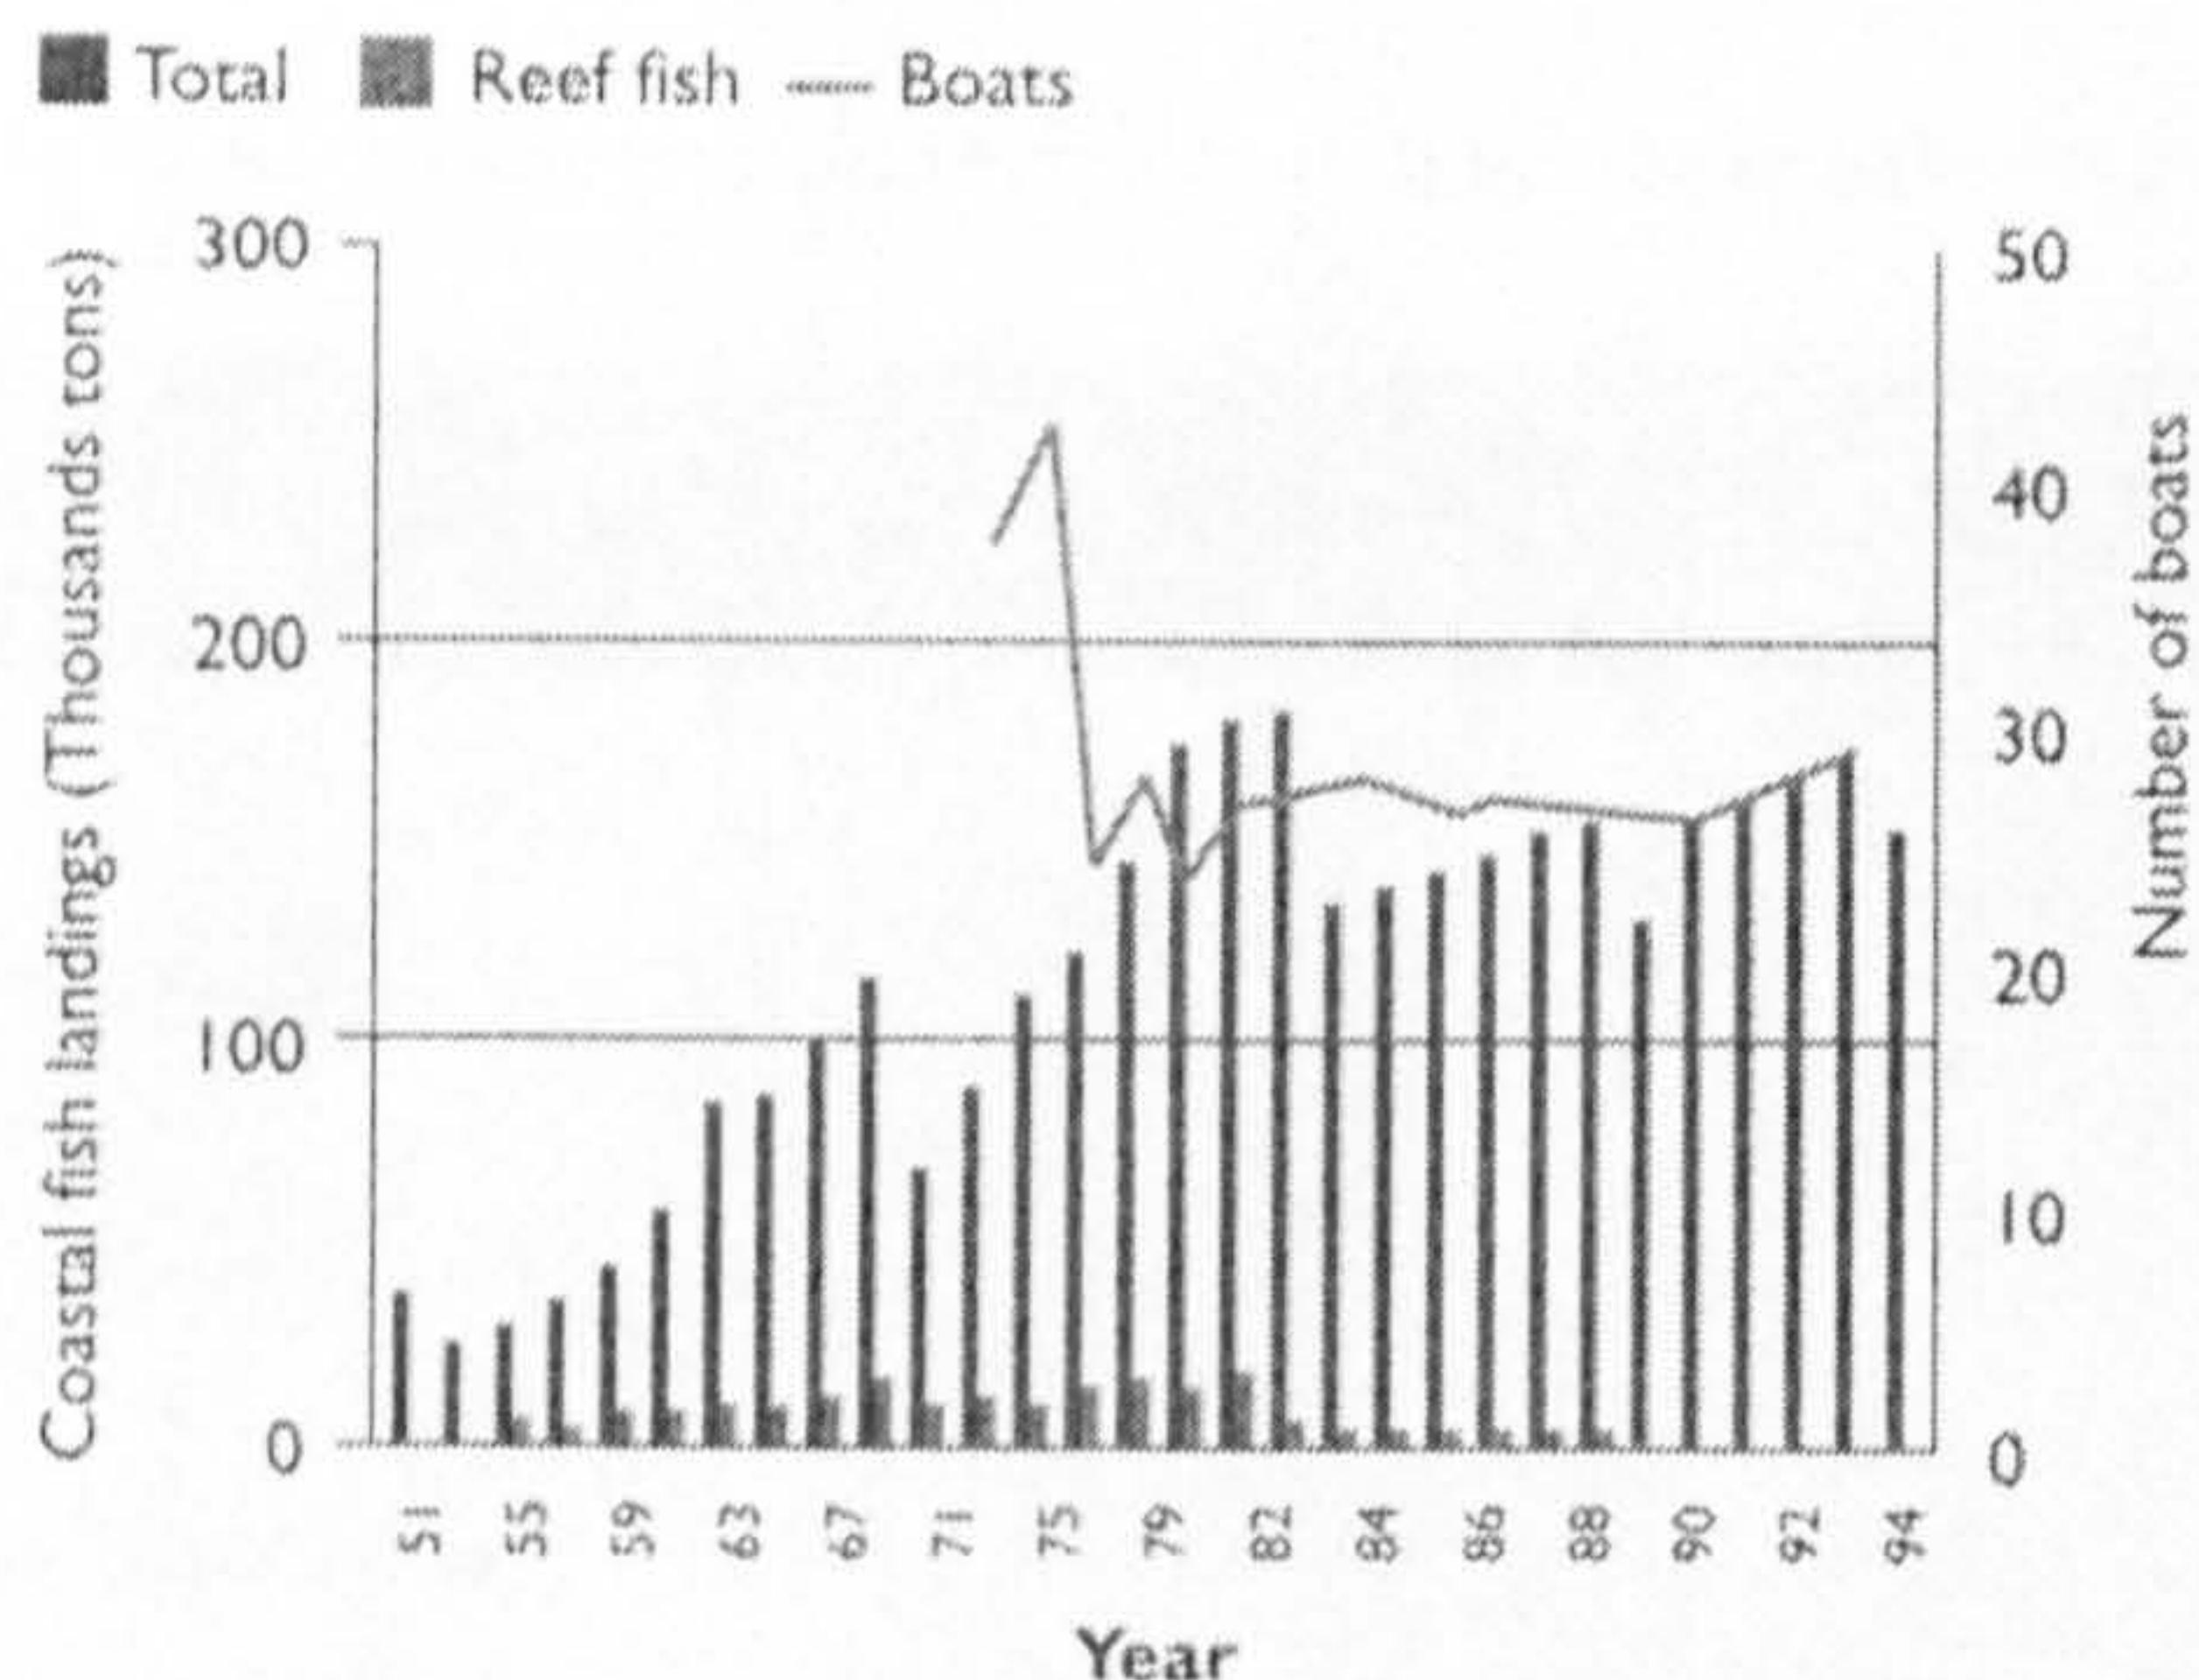 Total Reef fish Boats
Coastal fish landings (Thousands tons)
300
200
100
0
50
40
30
20
10
0
Number of boats
51 55 59 63 67 71 75 79 82 84 86 88 90 92 94
Year